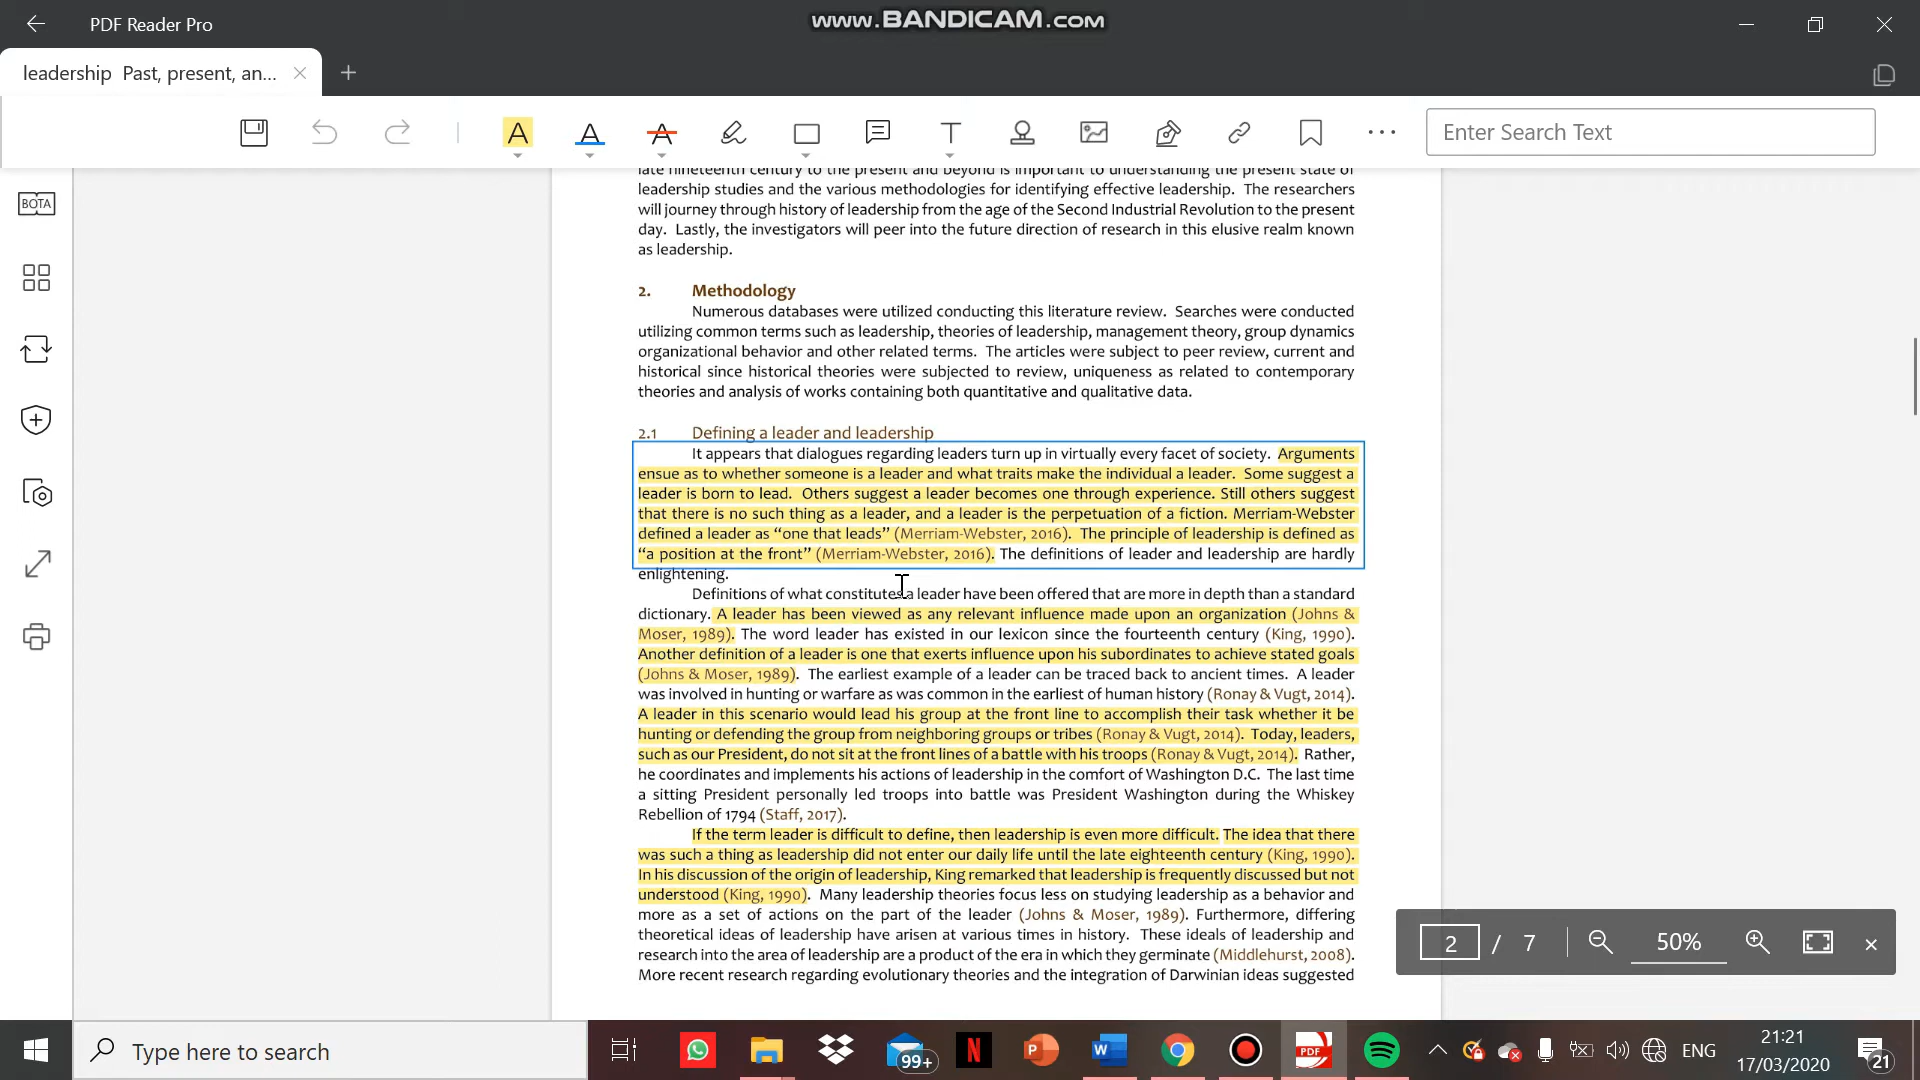 PDF Reader Pro
www.BANDICAM.com
leadership Past, present, an...
A
A
A
T
Enter Search Text
BOTA
late nineteenth century to the present and beyond is important to understanding the present state of
leadership studies and the various methodologies for identifying effective leadership. The researchers
will journey through history of leadership from the age of the Second Industrial Revolution to the present
day. Lastly, the investigators will peer into the future direction of research in this elusive realm known
as leadership.
2. Methodology
Numerous databases were utilized conducting this literature review. Searches were conducted
utilizing common terms such as leadership, theories of leadership, management theory, group dynamics
organizational behavior and other related terms. The articles were subject to peer review, current and
historical since historical theories were subjected to review, uniqueness as related to contemporary
theories and analysis of works containing both quantitative and qualitative data.
2.1 Defining a leader and leadership
It appears that dialogues regarding leaders turn up in virtually every facet of society. Arguments
ensue as to whether someone is a leader and what traits make the individual a leader. Some suggest a
leader is born to lead. Others suggest a leader becomes one through experience. Still others suggest
that there is no such thing as a leader, and a leader is the perpetuation of a fiction. Merriam-Webster
defined a leader as “one that leads” (Merriam-Webster, 2016). The principle of leadership is defined as
“a position at the front” (Merriam-Webster, 2016). The definitions of leader and leadership are hardly
enlightening.
Definitions of what constitutes a leader have been offered that are more in depth than a standard
dictionary. A leader has been viewed as any relevant influence made upon an organization (Johns &
Moser, 1989). The word leader has existed in our lexicon since the fourteenth century (King, 1990).
Another definition of a leader is one that exerts influence upon his subordinates to achieve stated goals
(Johns & Moser, 1989). The earliest example of a leader can be traced back to ancient times. A leader
was involved in hunting or warfare as was common in the earliest of human history (Ronay & Vugt, 2014).
A leader in this scenario would lead his group at the front line to accomplish their task whether it be
hunting or defending the group from neighboring groups or tribes (Ronay & Vugt, 2014). Today, leaders,
such as our President, do not sit at the front lines of a battle with his troops (Ronay & Vugt, 2014). Rather,
he coordinates and implements his actions of leadership in the comfort of Washington D.C. The last time
a sitting President personally led troops into battle was President Washington during the Whiskey
Rebellion of 1794 (Staff, 2017).
If the term leader is difficult to define, then leadership is even more difficult. The idea that there
was such a thing as leadership did not enter our daily life until the late eighteenth century (King, 1990).
In his discussion of the origin of leadership, King remarked that leadership is frequently discussed but not
understood (King, 1990). Many leadership theories focus less on studying leadership as a behavior and
more as a set of actions on the part of the leader (Johns & Moser, 1989). Furthermore, differing
theoretical ideas of leadership have arisen at various times in history. These ideals of leadership and
research into the area of leadership are a product of the era in which they germinate (Middlehurst, 2008).
More recent research regarding evolutionary theories and the integration of Darwinian ideas suggested
2 / 7 50%
Type here to search
99+
N
P
W
PDF
ENG
21:21
17/03/2020
21